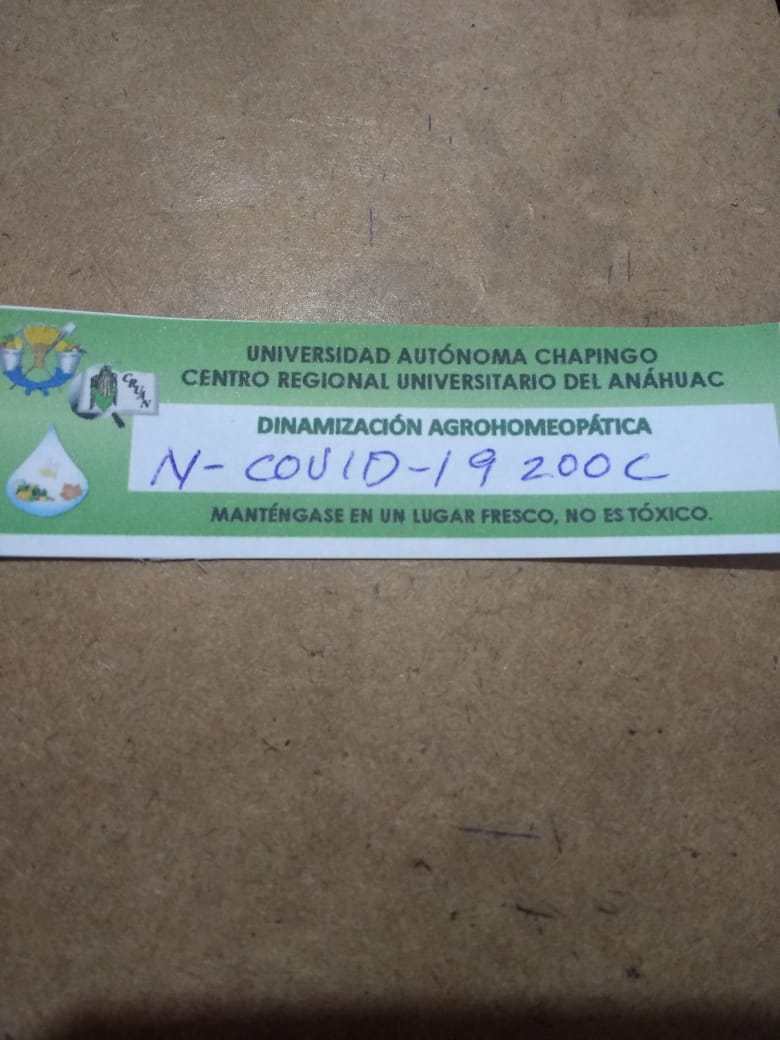 UNIVERSIDAD AUTÓNOMA CHAPINGO
CENTRO REGIONAL UNIVERSITARIO DEL ANÁHUAC
CRUAN
DINAMIZACIÓN AGROHOMEOPÁTICA
N-COVID-19 200C
MANTÉNGASE EN UN LUGAR FRESCO, NO ES TÓXICO.